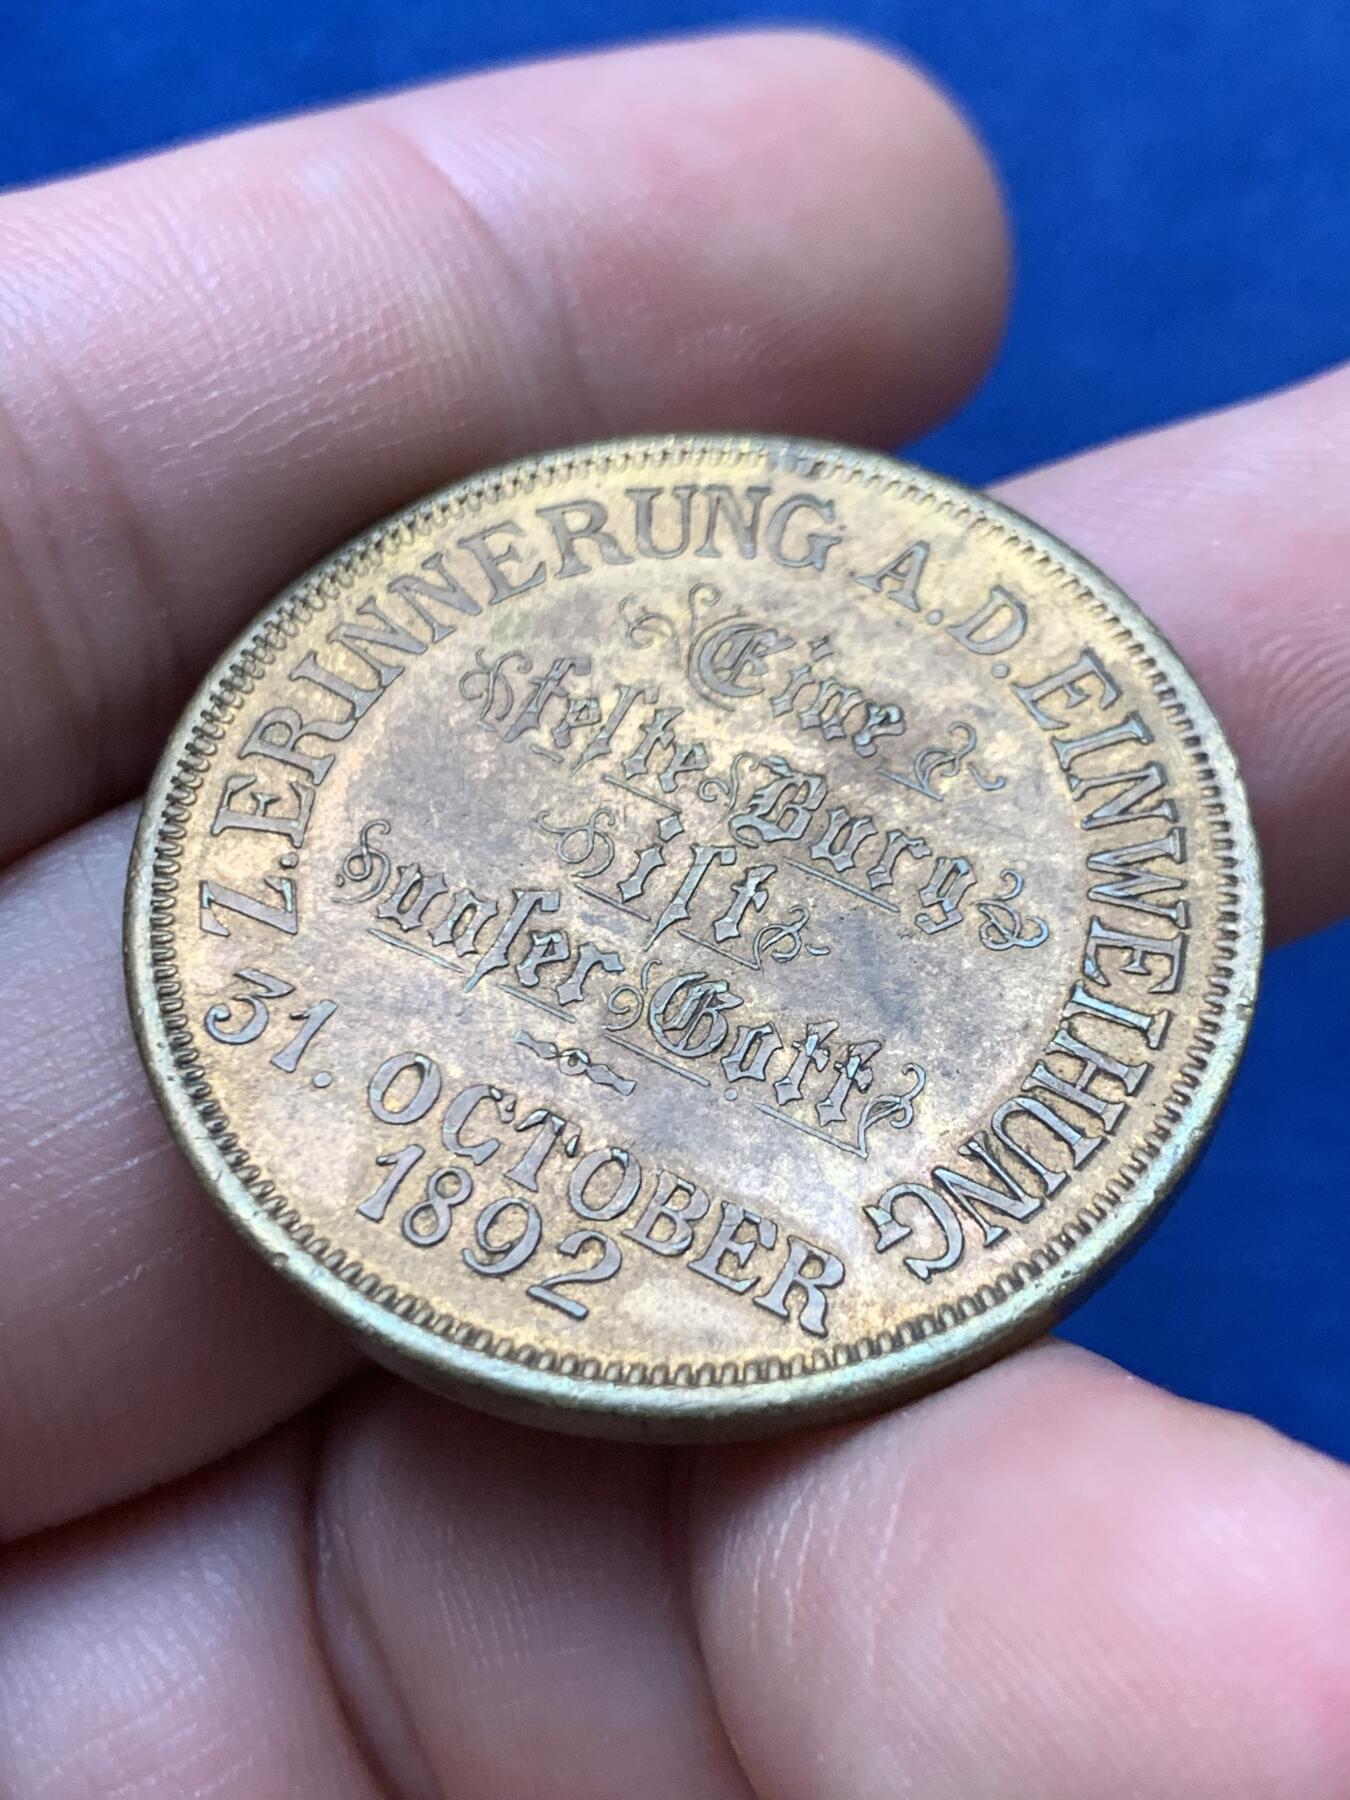 Z. ERINNERUNG A. D. EINWEIHUNG
Eine
feste Burg
ist
unser Gott
31. OCTOBER
1892